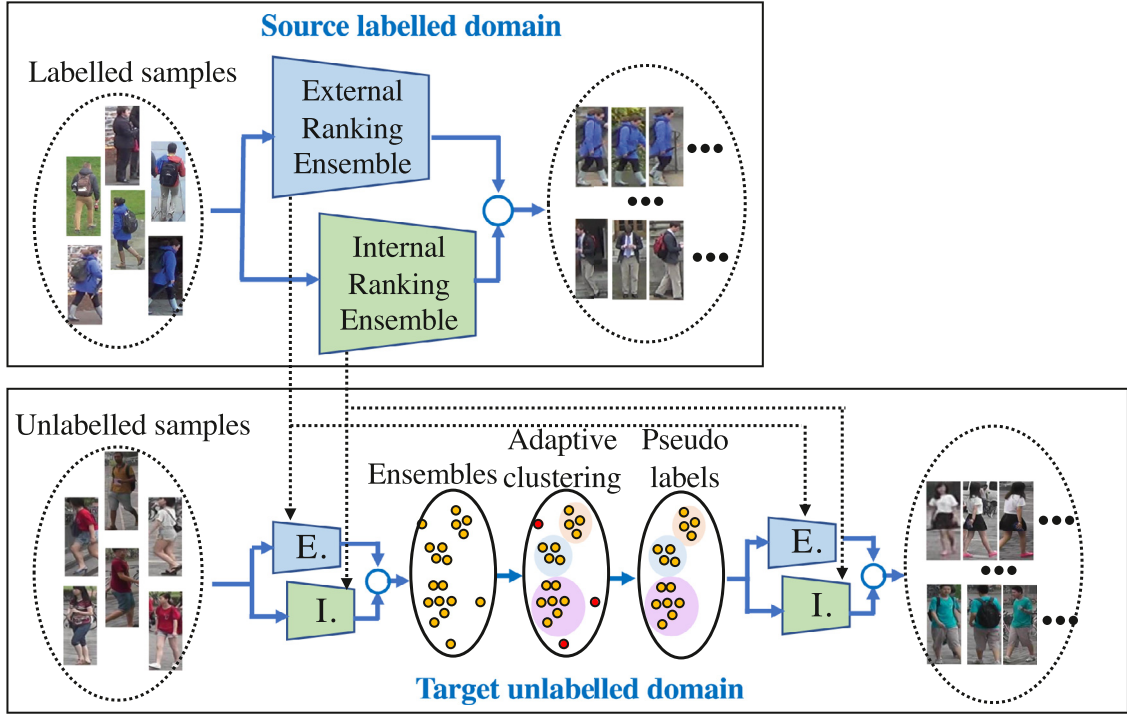 Source labelled domain
Labelled samples
External
Ranking
Ensemble
Internal
Ranking
Ensemble
Unlabelled samples
Ensembles
Adaptive
clustering
Pseudo
labels
E.
I.
E.
I.
Target unlabelled domain